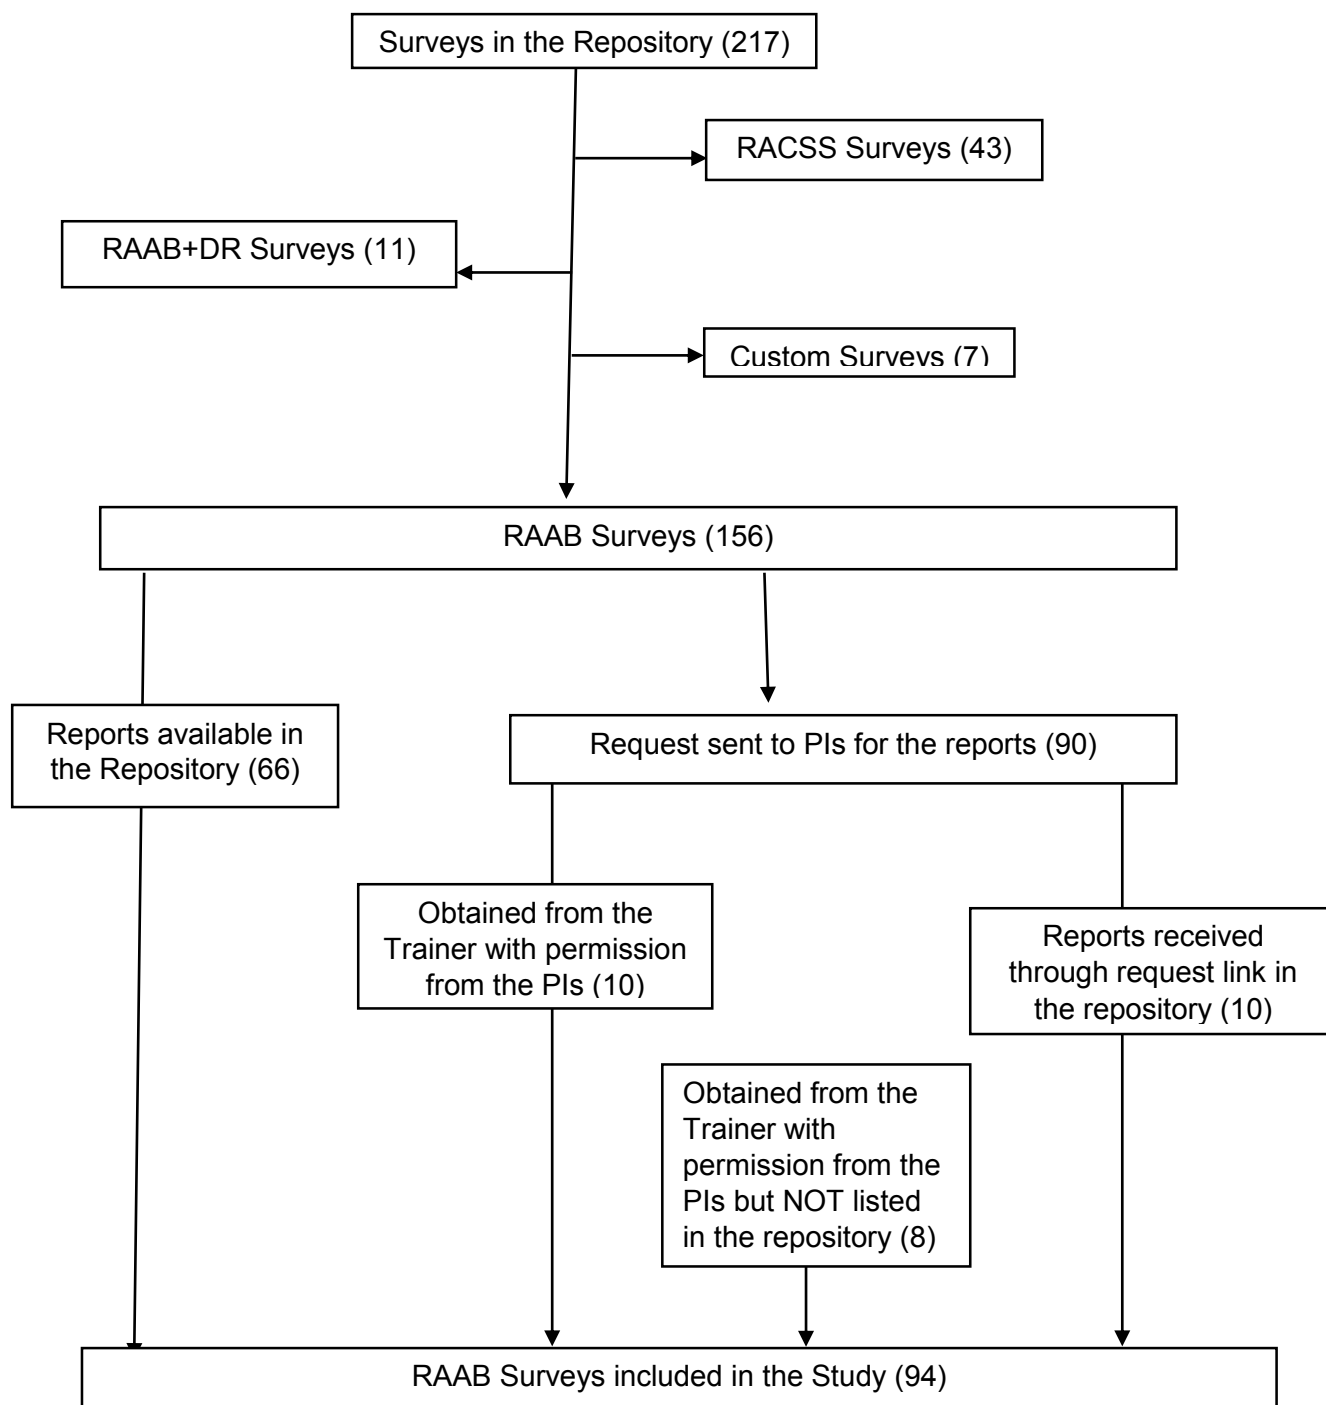 Surveys in the Repository (217)
RACSS Surveys (43)
RAAB+DR Surveys (11)
Custom Surveys (7)
RAAB Surveys (156)
Reports available in
the Repository (66)
Request sent to PIs for the reports (90)
Obtained from the
Trainer with permission
from the PIs (10)
Reports received
through request link in
the repository (10)
Obtained from the
Trainer with
permission from the
PIs but NOT listed
in the repository (8)
RAAB Surveys included in the Study (94)